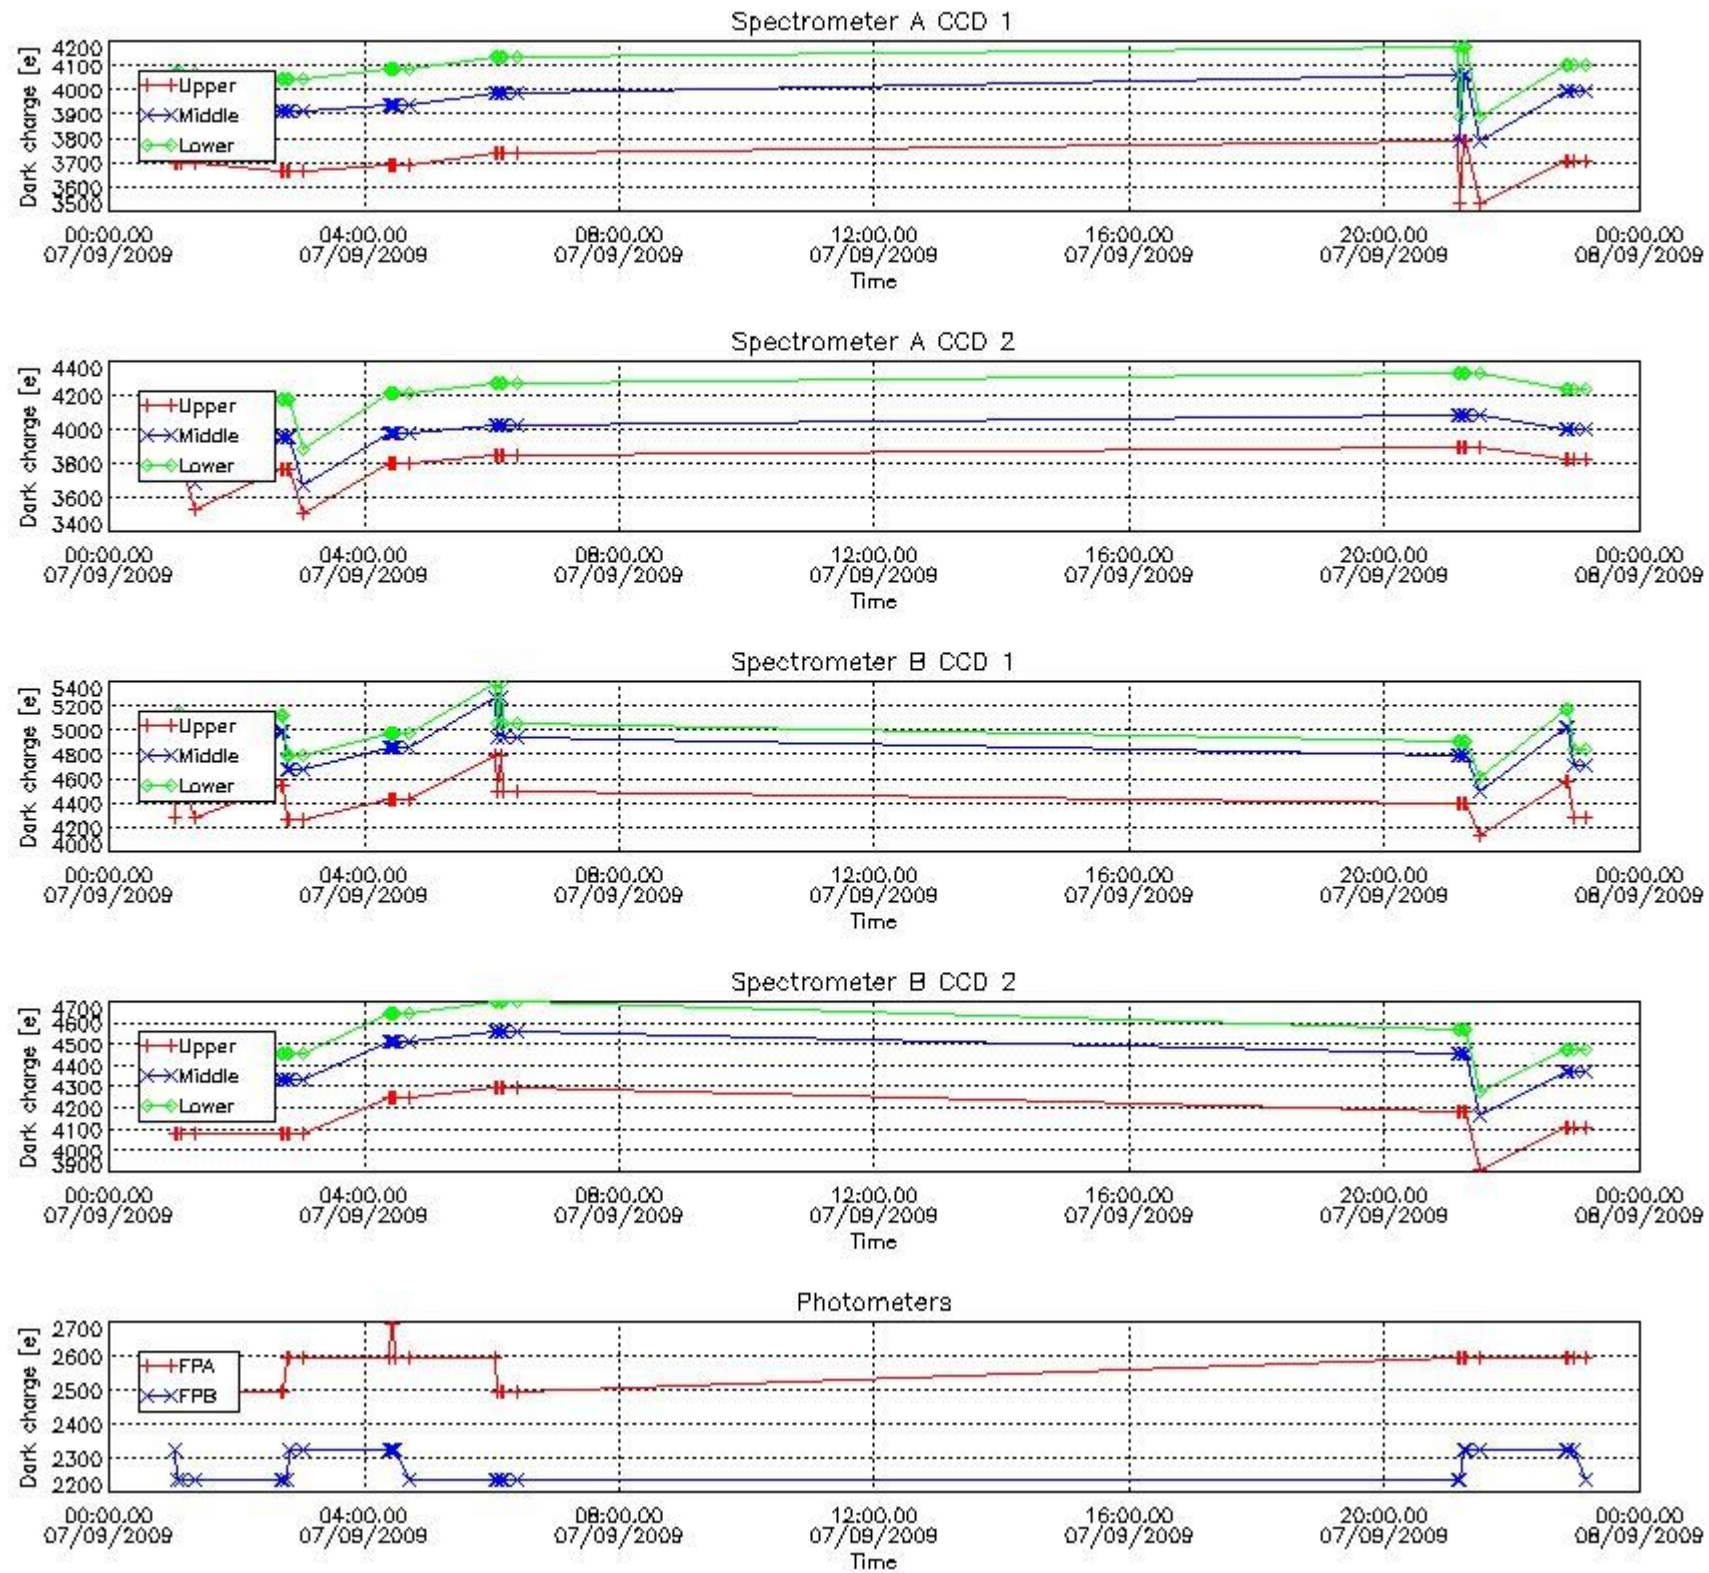 Spectrometer A CCD 1
Dark charge [e]
4200
4100
4000
3900
3800
3700
3600
3500
Upper
Middle
Lower
00:00.00 04:00.00 08:00.00 12:00.00 16:00.00 20:00.00 00:00.00
07/09/2009 07/09/2009 07/09/2009 07/09/2009 07/09/2009 07/09/2009 08/09/2009
Time
Spectrometer A CCD 2
Dark charge [e]
4400
4200
4000
3800
3600
3400
Upper
Middle
Lower
00:00.00 04:00.00 08:00.00 12:00.00 16:00.00 20:00.00 00:00.00
07/09/2009 07/09/2009 07/09/2009 07/09/2009 07/09/2009 07/09/2009 08/09/2009
Time
Spectrometer B CCD 1
Dark charge [e]
5400
5200
5000
4800
4600
4400
4200
4000
Upper
Middle
Lower
00:00.00 04:00.00 08:00.00 12:00.00 16:00.00 20:00.00 00:00.00
07/09/2009 07/09/2009 07/09/2009 07/09/2009 07/09/2009 07/09/2009 08/09/2009
Time
Spectrometer B CCD 2
Dark charge [e]
4700
4600
4500
4400
4300
4200
4100
4000
3900
Upper
Middle
Lower
00:00.00 04:00.00 08:00.00 12:00.00 16:00.00 20:00.00 00:00.00
07/09/2009 07/09/2009 07/09/2009 07/09/2009 07/09/2009 07/09/2009 08/09/2009
Time
Photometers
Dark charge [e]
2700
2600
2500
2400
2300
2200
FPA
FPB
00:00.00 04:00.00 08:00.00 12:00.00 16:00.00 20:00.00 00:00.00
07/09/2009 07/09/2009 07/09/2009 07/09/2009 07/09/2009 07/09/2009 08/09/2009
Time